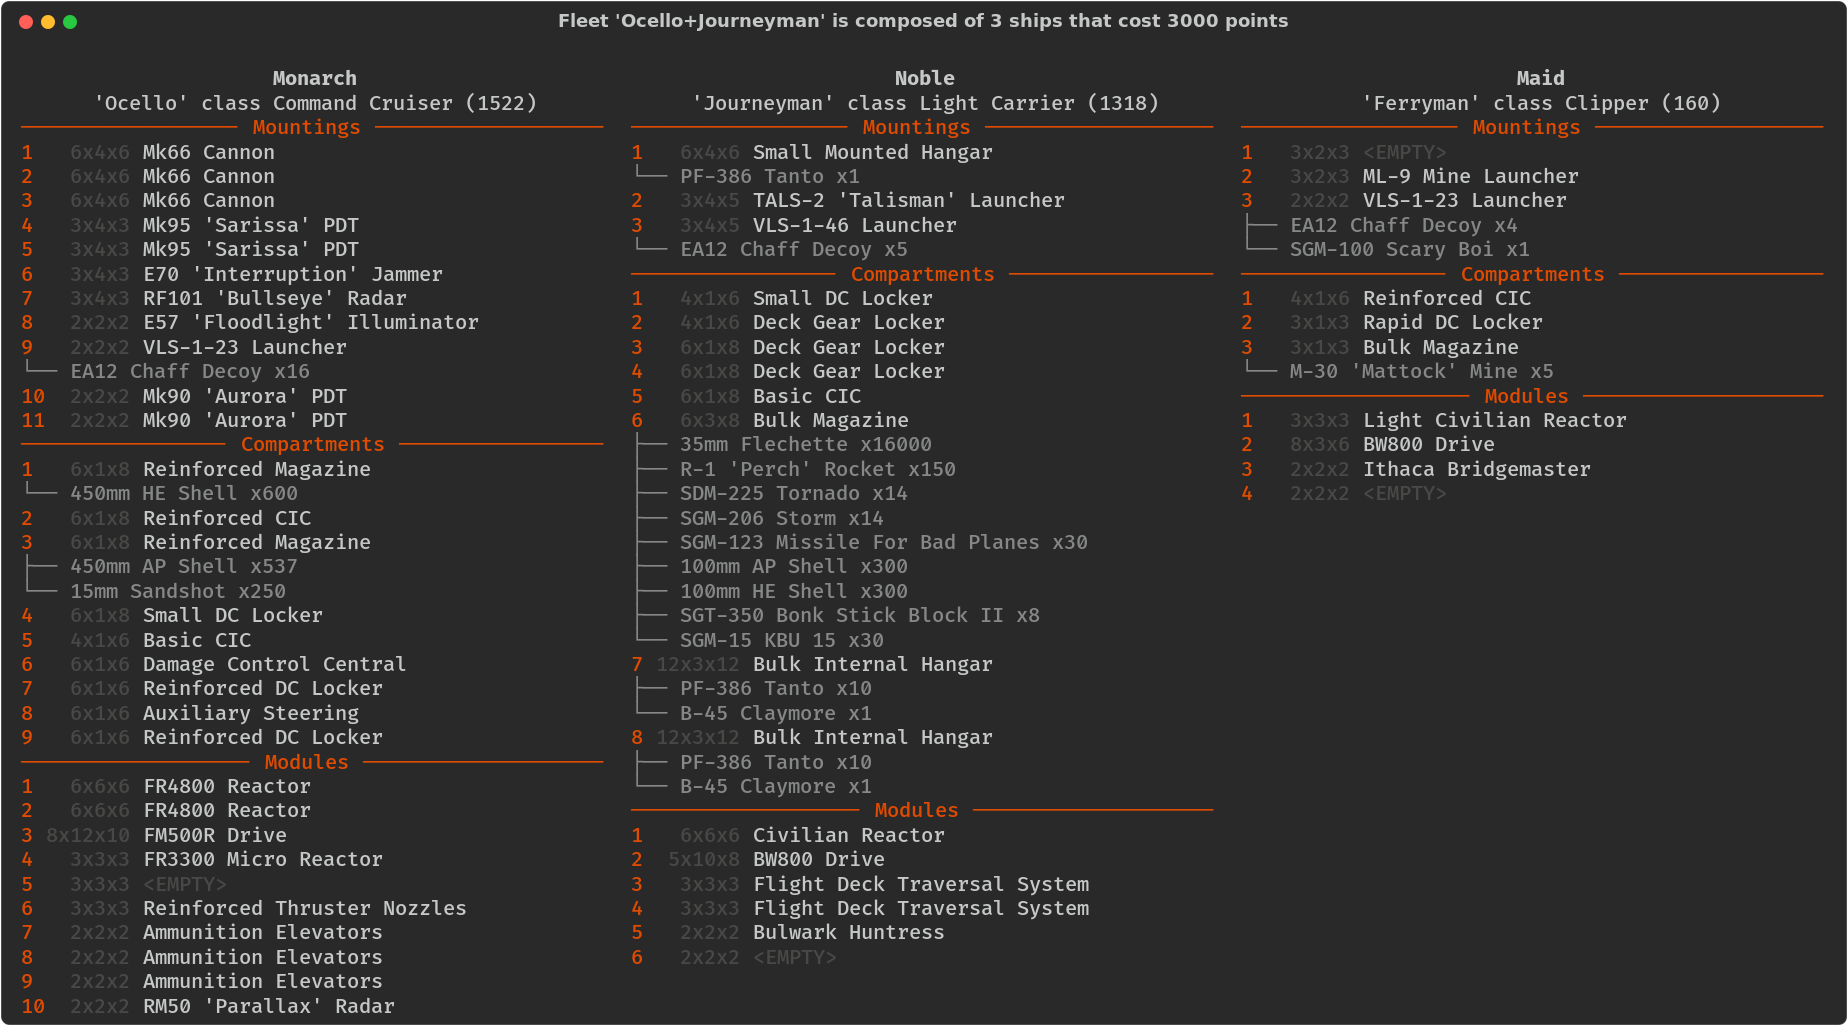 Fleet 'Ocello+Journeyman' is composed of 3 ships that cost 3000 points
Monarch
'Ocello' class Command Cruiser (1522)
Mountings
1 6x4x6 Mk66 Cannon
2 6x4x6 Mk66 Cannon
3 6x4x6 Mk66 Cannon
4 3x4x3 Mk95 'Sarissa' PDT
5 3x4x3 Mk95 'Sarissa' PDT
6 3x4x3 E70 'Interruption' Jammer
7 3x4x3 RF101 'Bullseye' Radar
8 2x2x2 E57 'Floodlight' Illuminator
9 2x2x2 VLS-1-23 Launcher
EA12 Chaff Decoy x16
10 2x2x2 Mk90 'Aurora' PDT
11 2x2x2 Mk90 'Aurora' PDT
Compartments
1 6x1x8 Reinforced Magazine
450mm HE Shell x600
2 6x1x8 Reinforced CIC
3 6x1x8 Reinforced Magazine
450mm AP Shell x537
15mm Sandshot x250
4 6x1x8 Small DC Locker
5 4x1x6 Basic CIC
6 6x1x6 Damage Control Central
7 6x1x6 Reinforced DC Locker
8 6x1x6 Auxiliary Steering
9 6x1x6 Reinforced DC Locker
Modules
1 6x6x6 FR4800 Reactor
2 6x6x6 FR4800 Reactor
3 8x12x10 FM500R Drive
4 3x3x3 FR3300 Micro Reactor
5 3x3x3 <EMPTY>
6 3x3x3 Reinforced Thruster Nozzles
7 2x2x2 Ammunition Elevators
8 2x2x2 Ammunition Elevators
9 2x2x2 Ammunition Elevators
10 2x2x2 RM50 'Parallax' Radar
Noble
'Journeyman' class Light Carrier (1318)
Mountings
1 6x4x6 Small Mounted Hangar
PF-386 Tanto x1
2 3x4x5 TALS-2 'Talisman' Launcher
3 3x4x5 VLS-1-46 Launcher
EA12 Chaff Decoy x5
Compartments
1 4x1x6 Small DC Locker
2 4x1x6 Deck Gear Locker
3 6x1x8 Deck Gear Locker
4 6x1x8 Deck Gear Locker
5 6x1x8 Basic CIC
6 6x3x8 Bulk Magazine
35mm Flechette x16000
R-1 'Perch' Rocket x150
SDM-225 Tornado x14
SGM-206 Storm x14
SGM-123 Missile For Bad Planes x30
100mm AP Shell x300
100mm HE Shell x300
SGT-350 Bonk Stick Block II x8
SGM-15 KBU 15 x30
7 12x3x12 Bulk Internal Hangar
PF-386 Tanto x10
B-45 Claymore x1
8 12x3x12 Bulk Internal Hangar
PF-386 Tanto x10
B-45 Claymore x1
Modules
1 6x6x6 Civilian Reactor
2 5x10x8 BW800 Drive
3 3x3x3 Flight Deck Traversal System
4 3x3x3 Flight Deck Traversal System
5 2x2x2 Bulwark Huntress
6 2x2x2 <EMPTY>
Maid
'Ferryman' class Clipper (160)
Mountings
1 3x2x3 <EMPTY>
2 3x2x3 ML-9 Mine Launcher
3 2x2x2 VLS-1-23 Launcher
EA12 Chaff Decoy x4
SGM-100 Scary Boi x1
Compartments
1 4x1x6 Reinforced CIC
2 3x1x3 Rapid DC Locker
3 3x1x3 Bulk Magazine
M-30 'Mattock' Mine x5
Modules
1 3x3x3 Light Civilian Reactor
2 8x3x6 BW800 Drive
3 2x2x2 Ithaca Bridgemaster
4 2x2x2 <EMPTY>